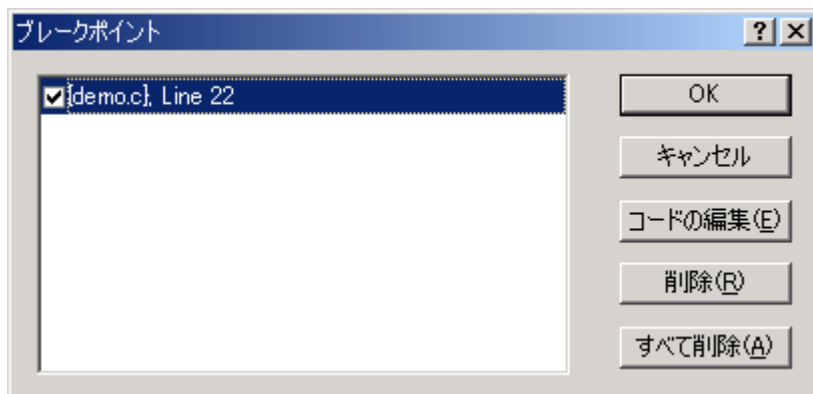 ブレークポイント
{demo.c}, Line 22
OK
キャンセル
コードの編集(E)
削除(R)
すべて削除(A)